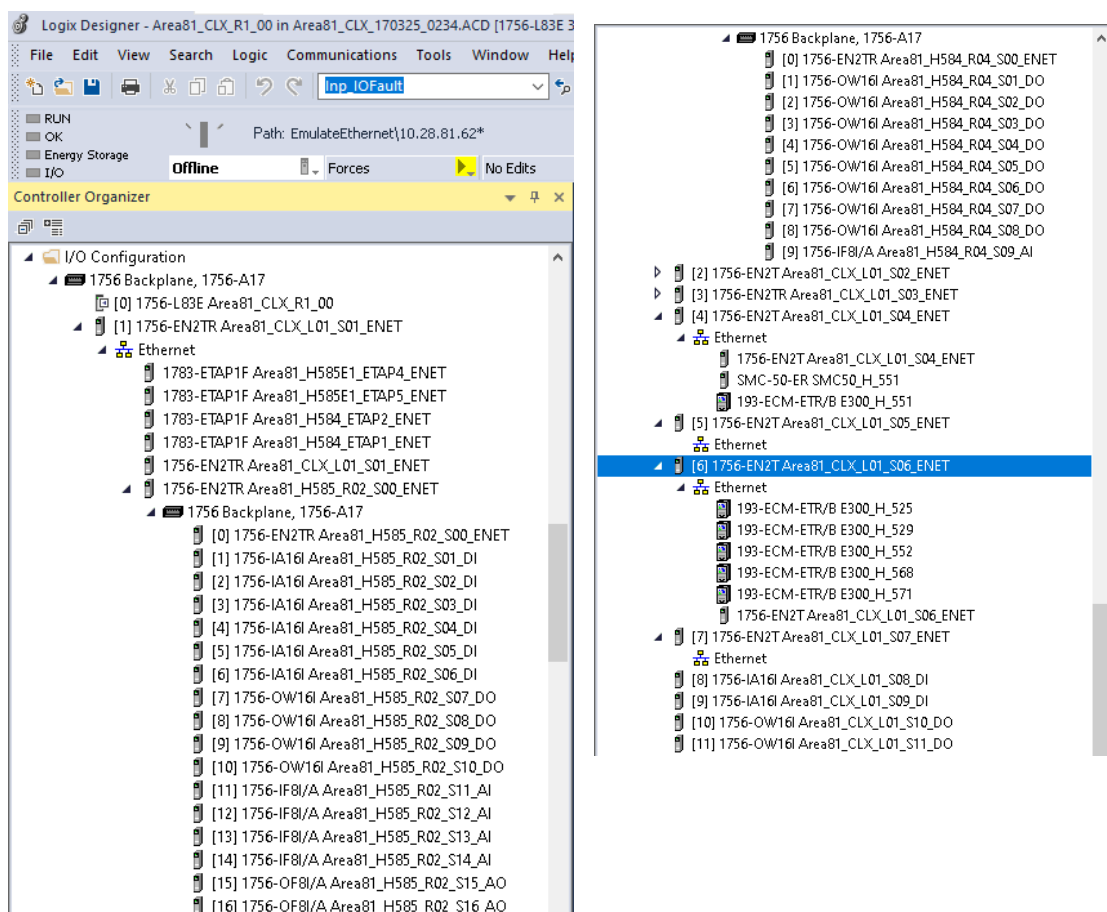 Logix Designer - Area81_CLX_R1_00 in Area81_CLX_170325_0234.ACD [1756-L83E 3
File Edit View Search Logic Communications Tools Window Help
Inp_IOFault
RUN
OK
Energy Storage
I/O
Path: EmulateEthernet\10.28.81.62*
Offline
Forces
No Edits
Controller Organizer
I/O Configuration
1756 Backplane, 1756-A17
[0] 1756-L83E Area81_CLX_R1_00
[1] 1756-EN2TR Area81_CLX_L01_S01_ENET
Ethernet
1783-ETAP1F Area81_H585E1_ETAP4_ENET
1783-ETAP1F Area81_H585E1_ETAP5_ENET
1783-ETAP1F Area81_H584_ETAP2_ENET
1783-ETAP1F Area81_H584_ETAP1_ENET
1756-EN2TR Area81_CLX_L01_S01_ENET
1756-EN2TR Area81_H585_R02_S00_ENET
1756 Backplane, 1756-A17
[0] 1756-EN2TR Area81_H585_R02_S00_ENET
[1] 1756-IA16I Area81_H585_R02_S01_DI
[2] 1756-IA16I Area81_H585_R02_S02_DI
[3] 1756-IA16I Area81_H585_R02_S03_DI
[4] 1756-IA16I Area81_H585_R02_S04_DI
[5] 1756-IA16I Area81_H585_R02_S05_DI
[6] 1756-IA16I Area81_H585_R02_S06_DI
[7] 1756-OW16I Area81_H585_R02_S07_DO
[8] 1756-OW16I Area81_H585_R02_S08_DO
[9] 1756-OW16I Area81_H585_R02_S09_DO
[10] 1756-OW16I Area81_H585_R02_S10_DO
[11] 1756-IF8I/A Area81_H585_R02_S11_AI
[12] 1756-IF8I/A Area81_H585_R02_S12_AI
[13] 1756-IF8I/A Area81_H585_R02_S13_AI
[14] 1756-IF8I/A Area81_H585_R02_S14_AI
[15] 1756-OF8I/A Area81_H585_R02_S15_AO
[16] 1756-OF8I/A Area81_H585_R02_S16_AO
1756 Backplane, 1756-A17
[0] 1756-EN2TR Area81_H584_R04_S00_ENET
[1] 1756-OW16I Area81_H584_R04_S01_DO
[2] 1756-OW16I Area81_H584_R04_S02_DO
[3] 1756-OW16I Area81_H584_R04_S03_DO
[4] 1756-OW16I Area81_H584_R04_S04_DO
[5] 1756-OW16I Area81_H584_R04_S05_DO
[6] 1756-OW16I Area81_H584_R04_S06_DO
[7] 1756-OW16I Area81_H584_R04_S07_DO
[8] 1756-OW16I Area81_H584_R04_S08_DO
[9] 1756-IF8I/A Area81_H584_R04_S09_AI
[2] 1756-EN2T Area81_CLX_L01_S02_ENET
[3] 1756-EN2TR Area81_CLX_L01_S03_ENET
[4] 1756-EN2T Area81_CLX_L01_S04_ENET
Ethernet
1756-EN2T Area81_CLX_L01_S04_ENET
SMC-50-ER SMC50_H_551
193-ECM-ETR/B E300_H_551
[5] 1756-EN2T Area81_CLX_L01_S05_ENET
Ethernet
[6] 1756-EN2T Area81_CLX_L01_S06_ENET
Ethernet
193-ECM-ETR/B E300_H_525
193-ECM-ETR/B E300_H_529
193-ECM-ETR/B E300_H_552
193-ECM-ETR/B E300_H_568
193-ECM-ETR/B E300_H_571
1756-EN2T Area81_CLX_L01_S06_ENET
[7] 1756-EN2T Area81_CLX_L01_S07_ENET
Ethernet
[8] 1756-IA16I Area81_CLX_L01_S08_DI
[9] 1756-IA16I Area81_CLX_L01_S09_DI
[10] 1756-OW16I Area81_CLX_L01_S10_DO
[11] 1756-OW16I Area81_CLX_L01_S11_DO